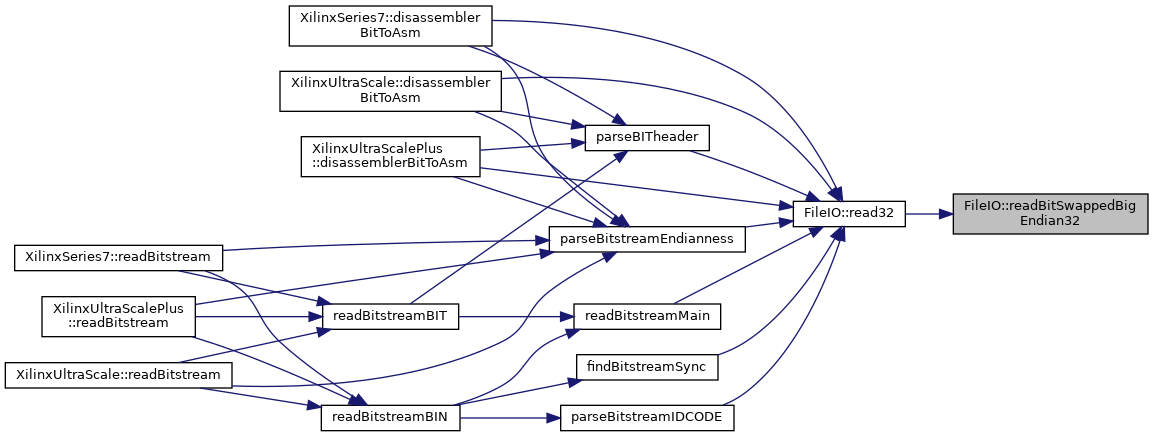 XilinxSeries7::disassembler
BitToAsm
XilinxUltraScale::disassembler
BitToAsm
parseBITheader
XilinxUltraScalePlus
::disassemblerBitToAsm
FileIO::readBitSwappedBig
Endian32
FileIO::read32
parseBitstreamEndianness
XilinxSeries7::readBitstream
XilinxUltraScalePlus
::readBitstream
readBitstreamBIT
readBitstreamMain
findBitstreamSync
XilinxUltraScale::readBitstream
readBitstreamBIN
parseBitstreamIDCODE